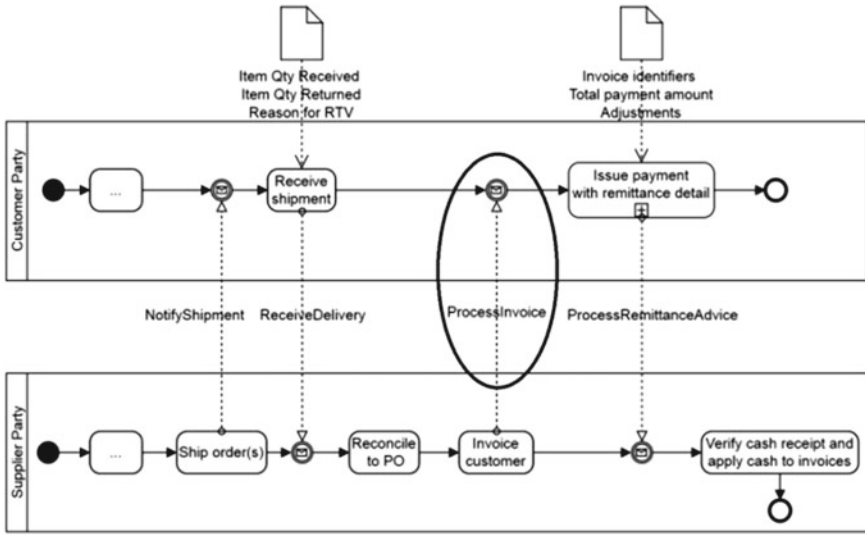 Item Qty Received
Item Qty Returned
Reason for RTV
Invoice identifiers
Total payment amount
Adjustments
Customer Party
...
Receive
shipment
Issue payment
with remittance detail
NotifyShipment
ReceiveDelivery
ProcessInvoice
ProcessRemittanceAdvice
Supplier Party
...
Ship order(s)
Reconcile
to PO
Invoice
customer
Verify cash receipt and
apply cash to invoices